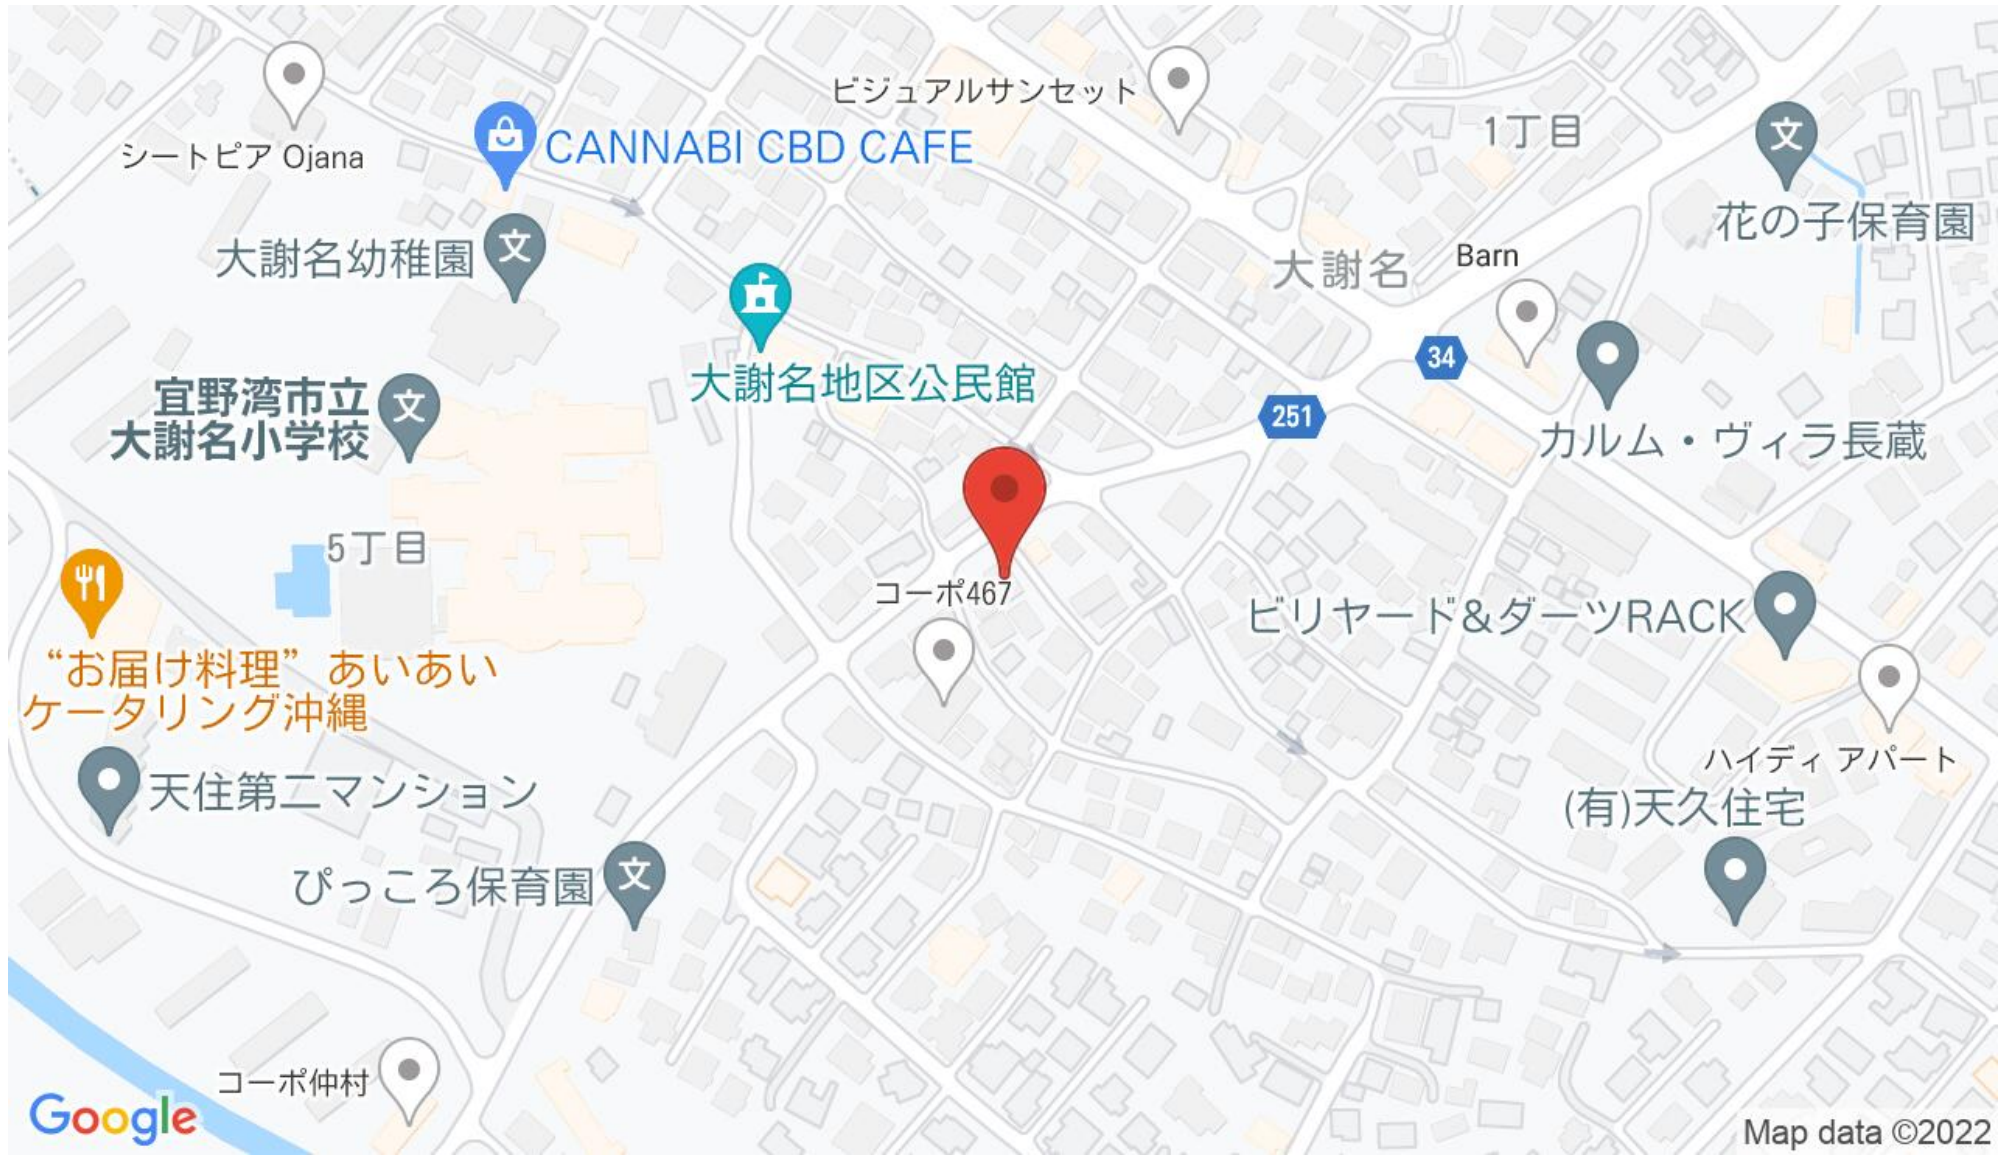 ビジュアルサンセット
シートピア Ojana
CANNABI CBD CAFE
1丁目
文
花の子保育園
大謝名幼稚園
文
大謝名
Barn
34
251
大謝名地区公民館
宜野湾市立
大謝名小学校
文
カルム・ヴィラ長蔵
5丁目
コーポ467
ビリヤード&ダーツRACK
“お届け料理”あいあい
ケータリング沖縄
ハイディ アパート
天住第二マンション
(有)天久住宅
ぴっころ保育園
文
コーポ仲村
Google
Map data ©2022